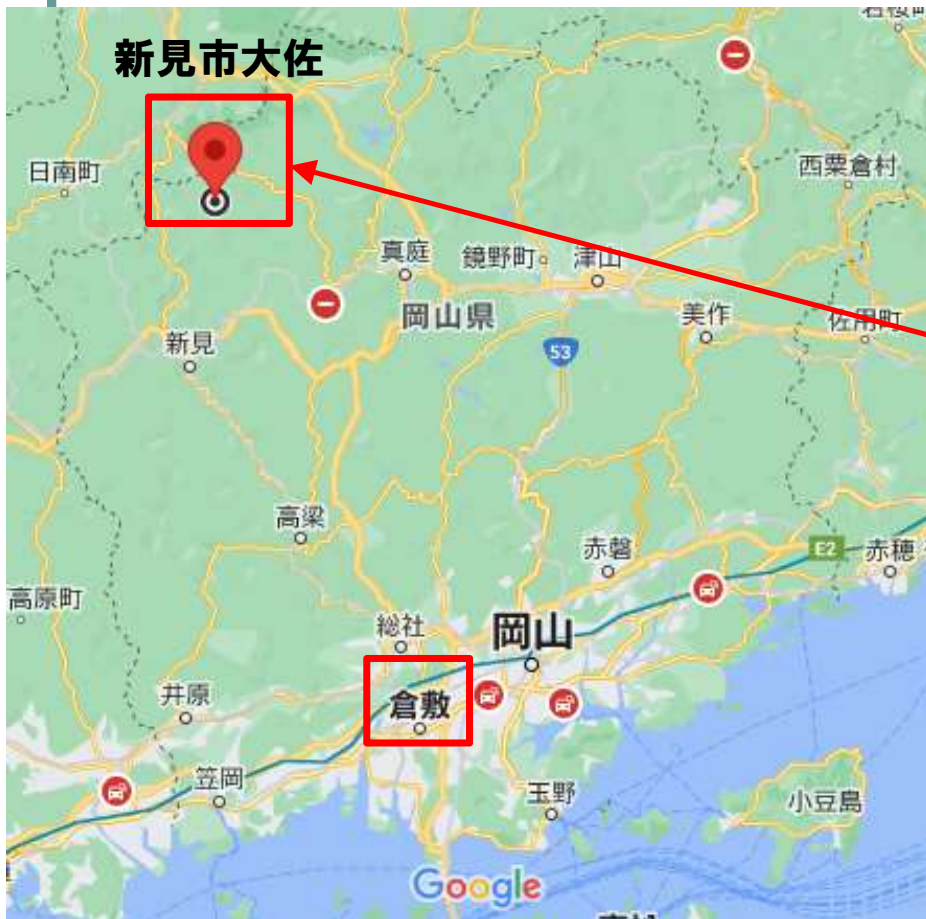 新見市大佐
日南町
西粟倉村
真庭
鏡野町
津山
岡山県
美作
佐用町
新見
53
高梁
赤磐
E2
赤穂
高原町
総社
岡山
井原
倉敷
笠岡
玉野
小豆島
Google